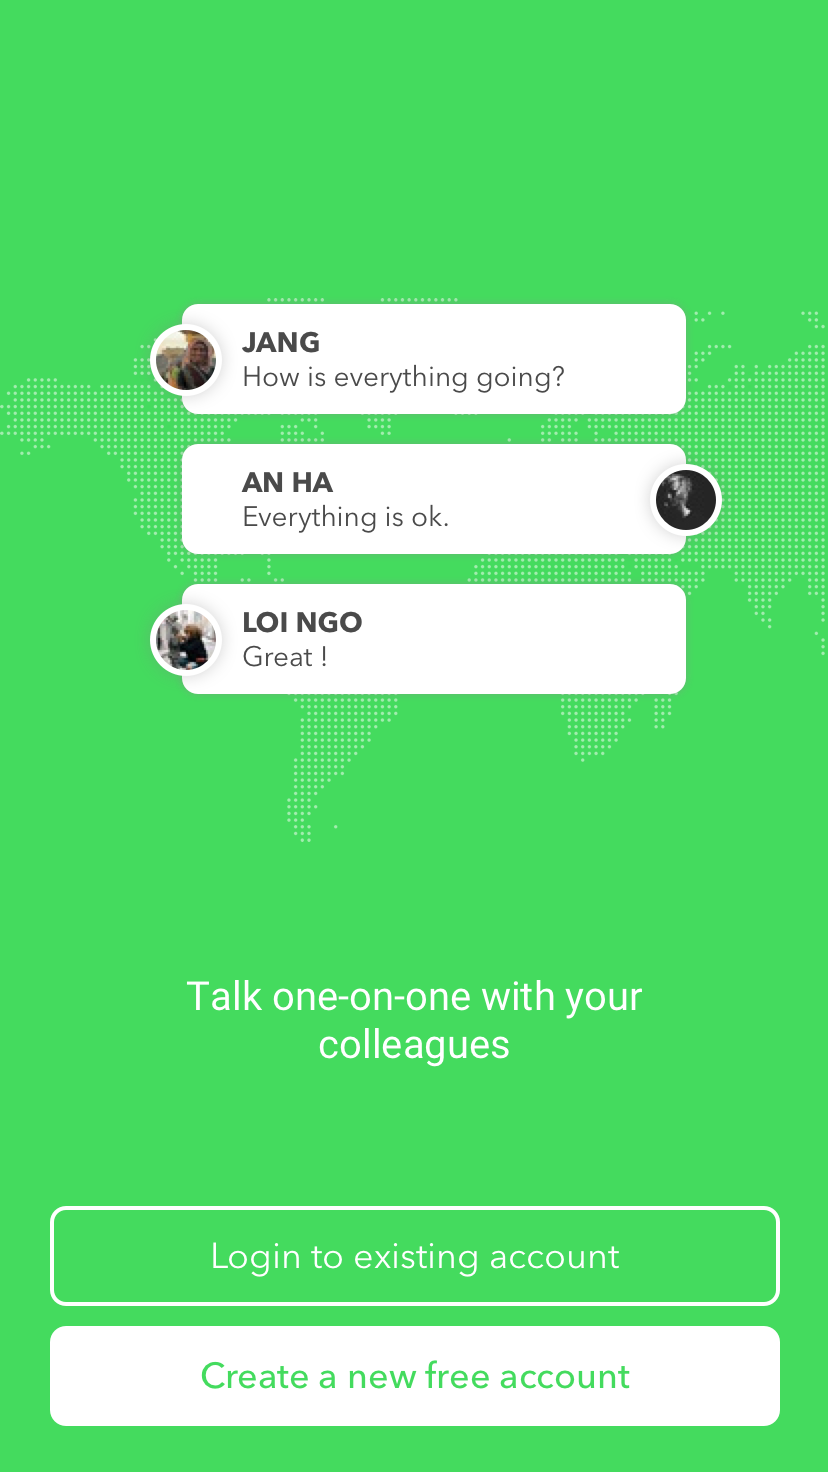 JANG
How is everything going?
AN HA
Everything is ok.
LOI NGO
Great !
Talk one-on-one with your
colleagues
Login to existing account
Create a new free account